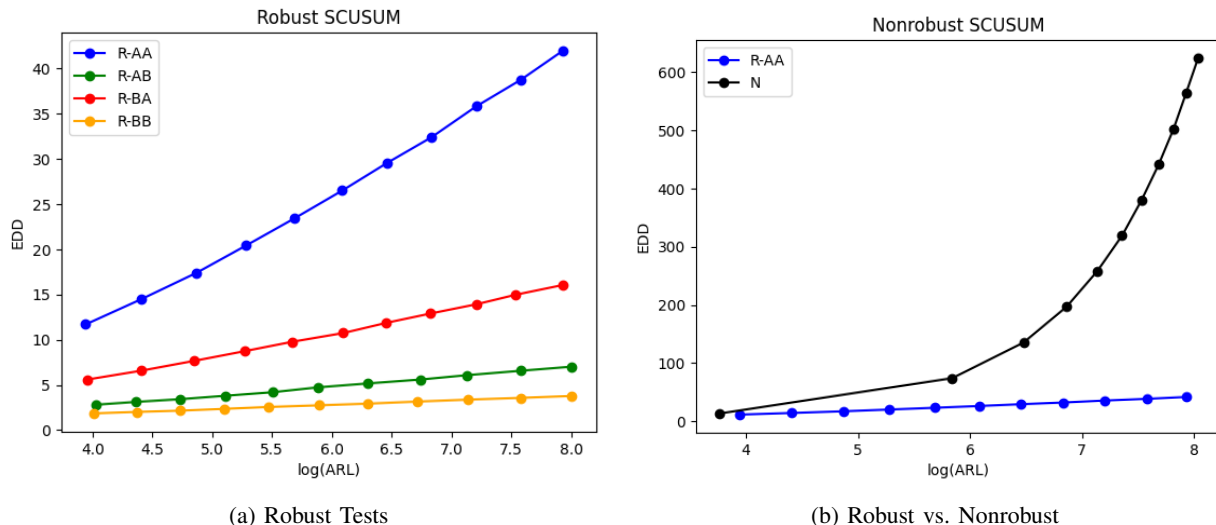 Robust SCUSUM
R-AA
R-AB
R-BA
R-BB
EDD
40
35
30
25
20
15
10
5
0
4.0 4.5 5.0 5.5 6.0 6.5 7.0 7.5 8.0
log(ARL)
(a) Robust Tests
Nonrobust SCUSUM
R-AA
N
EDD
600
500
400
300
200
100
0
4 5 6 7 8
log(ARL)
(b) Robust vs. Nonrobust